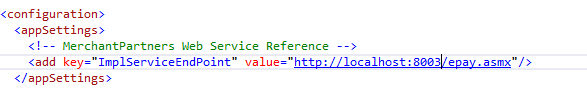 <configuration>
<appSettings>
<!-- MerchantPartners Web Service Reference -->
<add key="ImplServiceEndPoint" value="http://localhost:8003/epay.asmx"/>
</appSettings>